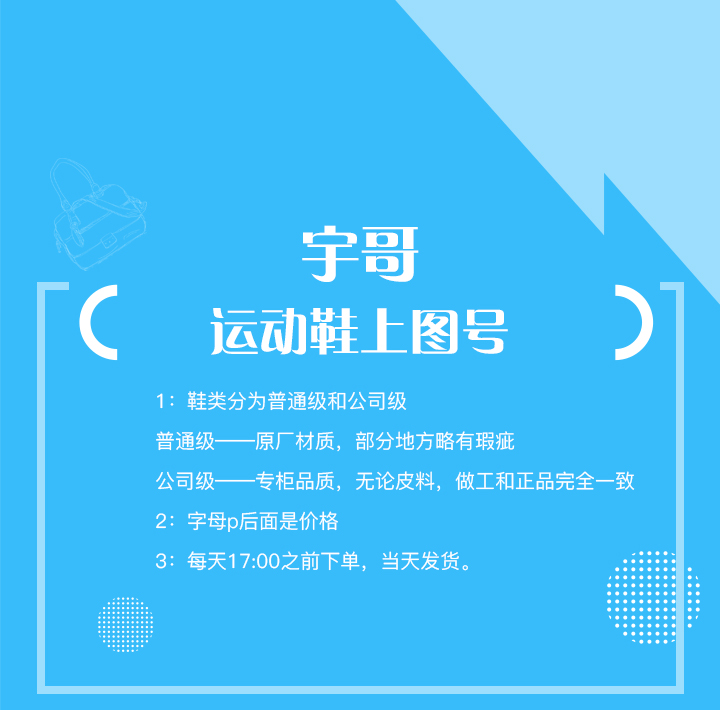 宇哥
运动鞋上图号
1：鞋类分为普通级和公司级
普通级——原厂材质，部分地方略有瑕疵
公司级——专柜品质，无论皮料，做工和正品完全一致
2：字母p后面是价格
3：每天17:00之前下单，当天发货。